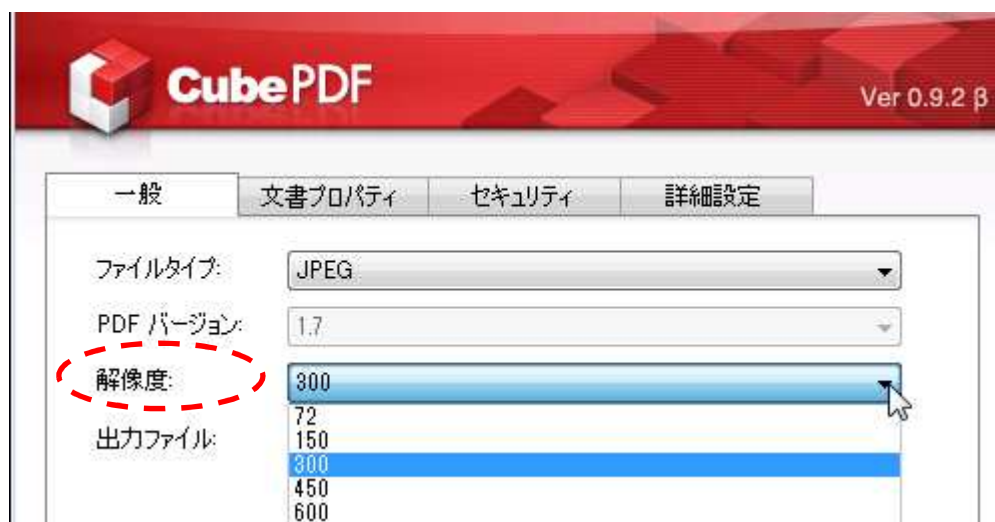 CubePDF
Ver 0.9.2 β
一般 文書プロパティ セキュリティ 詳細設定
ファイルタイプ: JPEG
PDF バージョン: 1.7
解像度: 300
72
出力ファイル: 150
300
450
600